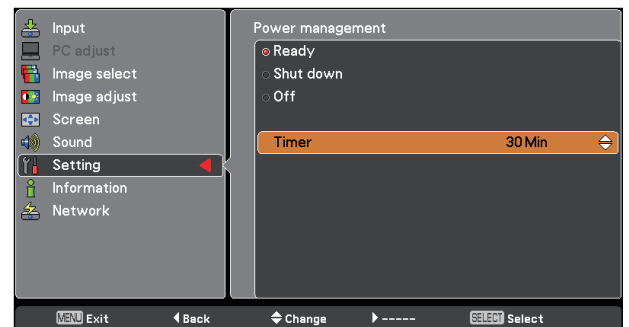 Input
PC adjust
Image select
Image adjust
Screen
Sound
Setting
Information
Network
Power management
Ready
Shut down
Off
Timer 30 Min
MENU Exit Back Change ----- SELECT Select